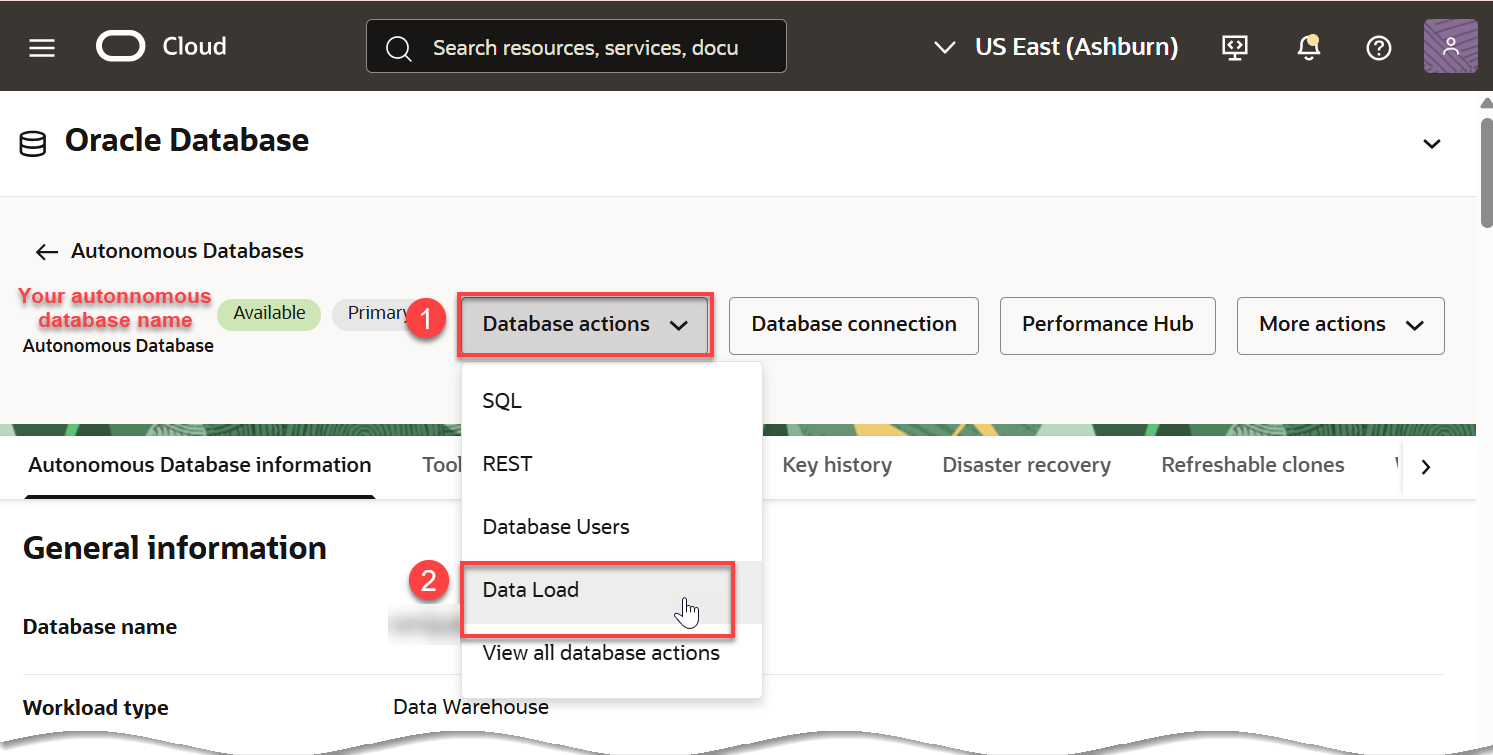 Cloud
Search resources, services, docu
US East (Ashburn)
Oracle Database
Autonomous Databases
Your autonnomous
database name
Available
Primary
1
Database actions
Database connection
Performance Hub
More actions
Autonomous Database
SQL
Autonomous Database information
Tool
REST
Key history
Disaster recovery
Refreshable clones
Database Users
General information
2
Data Load
Database name
View all database actions
Workload type
Data Warehouse